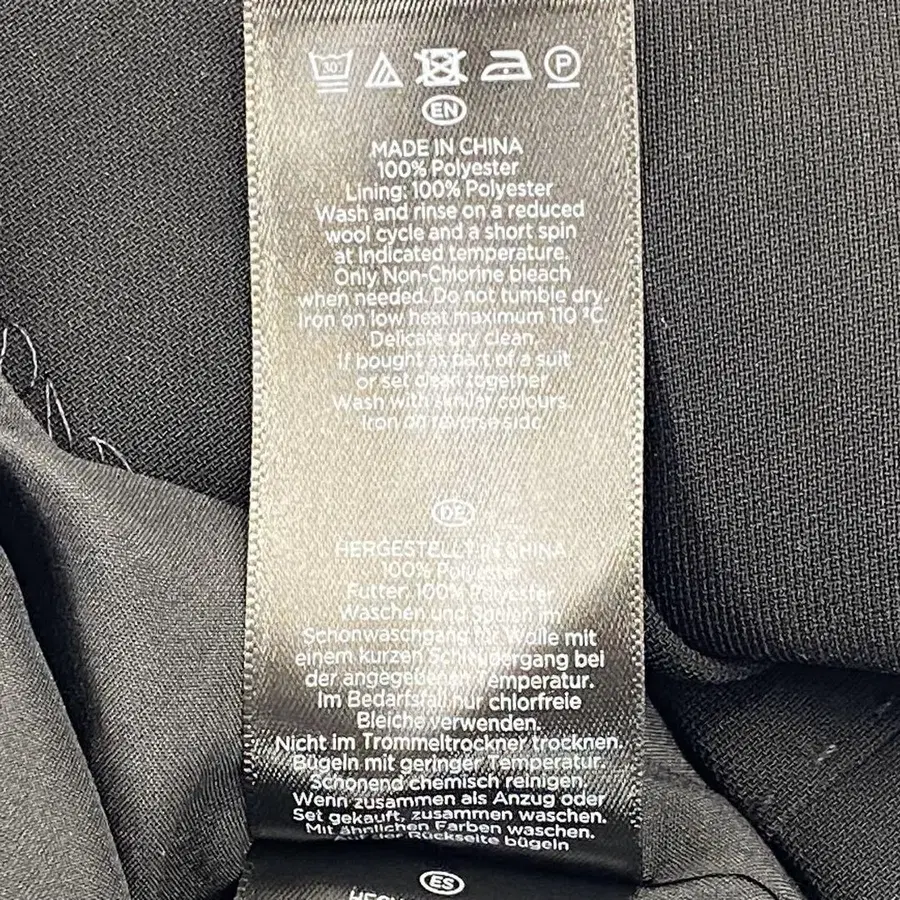 30°
P
EN
MADE IN CHINA
100% Polyester
Lining: 100% Polyester
Wash and rinse on a reduced
wool cycle and a short spin
at indicated temperature.
Only Non-Chlorine bleach
when needed. Do not tumble dry.
Iron on low heat maximum 110 ºC.
Delicate dry clean.
If bought as part of a suit
or set clean together.
Wash with similar colours.
Iron on reverse side.
DE
HERGESTELLT IN CHINA
100% Polyester
Futter: 100% Polyester
Waschen und Spülen im
Schonwaschgang für Wolle mit
einem kurzen Schleudergang bei
der angegebenen Temperatur.
Im Bedarfsfall nur chlorfreie
Bleiche verwenden.
Nicht im Trommeltrockner trocknen.
Bügeln mit geringer Temperatur.
Schonend chemisch reinigen.
Wenn zusammen als Anzug oder
Set gekauft, zusammen waschen.
Mit ähnlichen Farben waschen.
Auf der Rückseite bügeln
ES